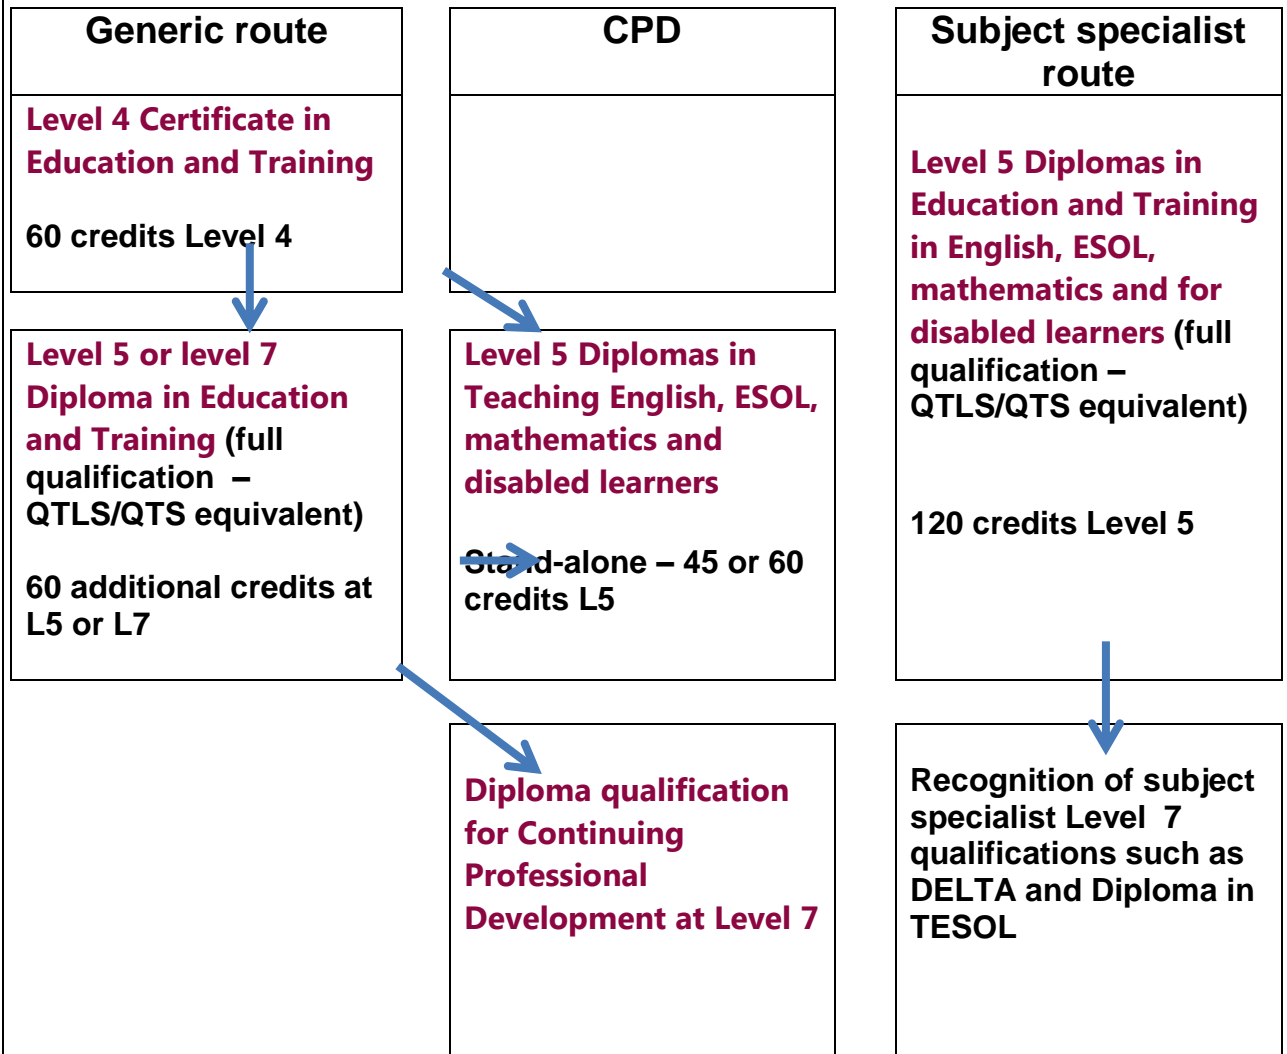 Generic route
Level 4 Certificate in
Education and Training
60 credits Level 4
Level 5 or level 7
Diploma in Education
and Training (full
qualification –
QTLS/QTS equivalent)
60 additional credits at
L5 or L7
CPD
Level 5 Diplomas in
Teaching English, ESOL,
mathematics and
disabled learners
Stand-alone – 45 or 60
credits L5
Diploma qualification
for Continuing
Professional
Development at Level 7
Subject specialist
route
Level 5 Diplomas in
Education and Training
in English, ESOL,
mathematics and for
disabled learners (full
qualification –
QTLS/QTS equivalent)
120 credits Level 5
Recognition of subject
specialist Level 7
qualifications such as
DELTA and Diploma in
TESOL